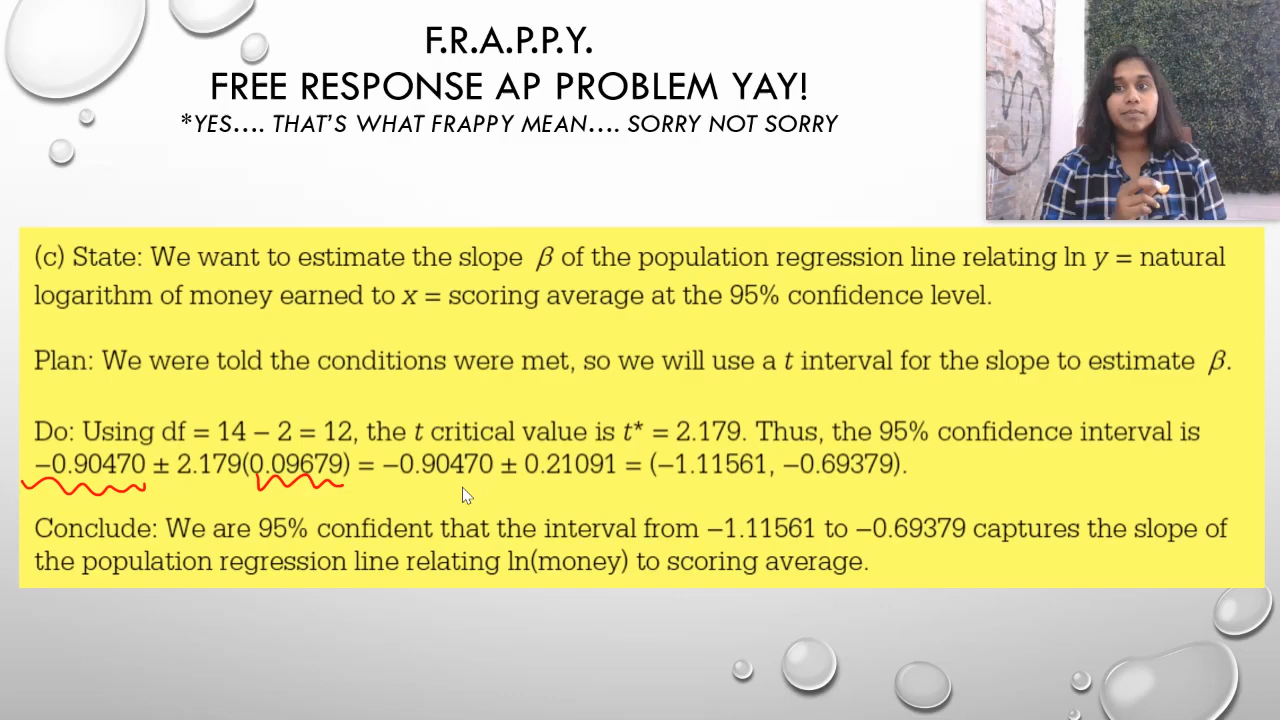 F.R.A.P.P.Y.
FREE RESPONSE AP PROBLEM YAY!
*YES.... THAT'S WHAT FRAPPY MEAN.... SORRY NOT SORRY
(c) State: We want to estimate the slope β of the population regression line relating ln y = natural
logarithm of money earned to x = scoring average at the 95% confidence level.
Plan: We were told the conditions were met, so we will use a t interval for the slope to estimate β.
Do: Using df = 14 − 2 = 12, the t critical value is t* = 2.179. Thus, the 95% confidence interval is
−0.90470 ± 2.179(0.09679) = −0.90470 ± 0.21091 = (−1.11561, −0.69379).
Conclude: We are 95% confident that the interval from −1.11561 to −0.69379 captures the slope of
the population regression line relating ln(money) to scoring average.